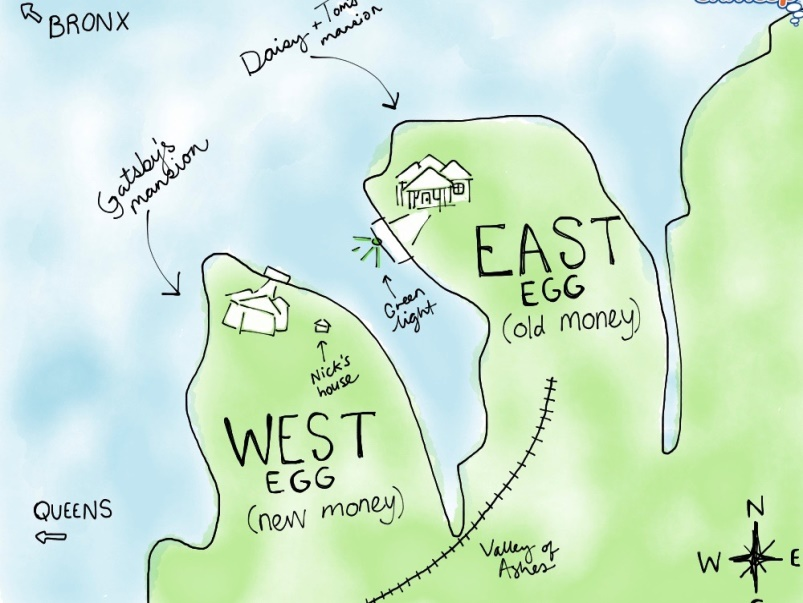 BRONX
Daisy + Tom's
mansion
Gatsby's
mansion
EAST
EGG
(old money)
Green
light
Nick's
house
WEST
EGG
(new money)
QUEENS
Valley of
Ashes
N
W
E